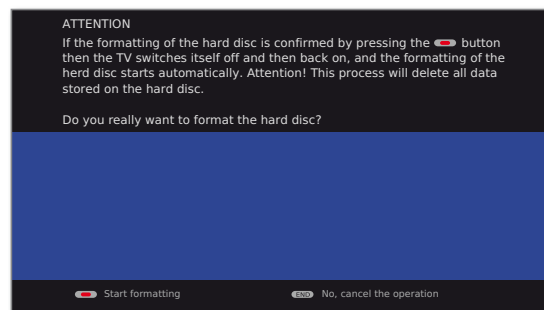 ATTENTION
If the formatting of the hard disc is confirmed by pressing the button
then the TV switches itself off and then back on, and the formatting of the
herd disc starts automatically. Attention! This process will delete all data
stored on the hard disc.
Do you really want to format the hard disc?
Start formatting
END No, cancel the operation